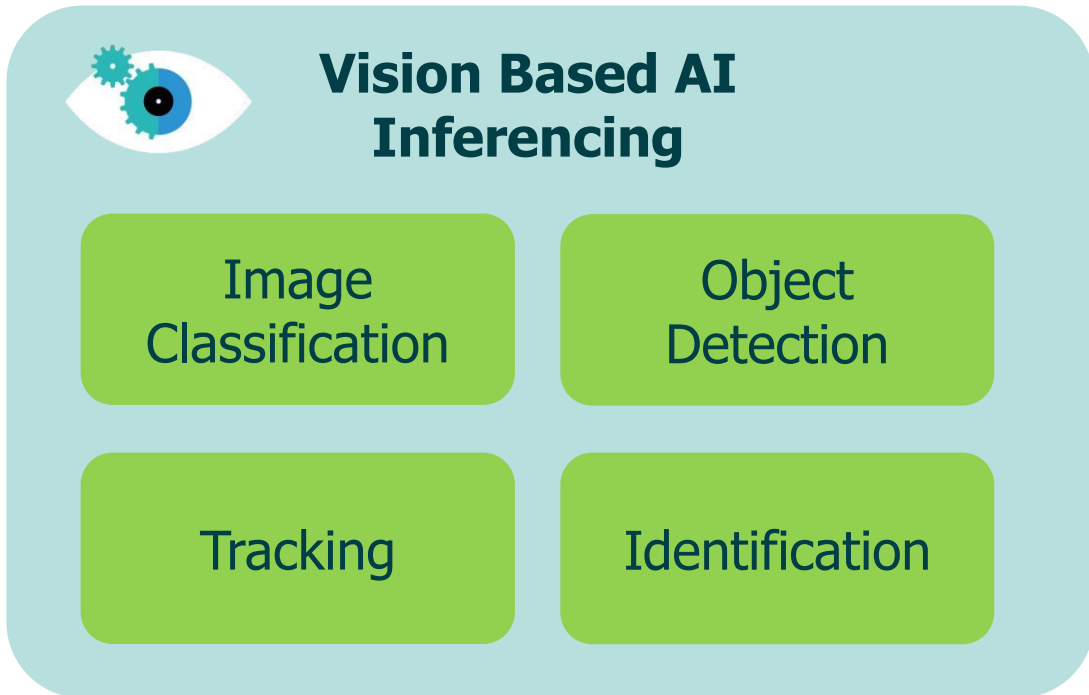 Vision Based AI
Inferencing
Image
Classification
Object
Detection
Tracking
Identification